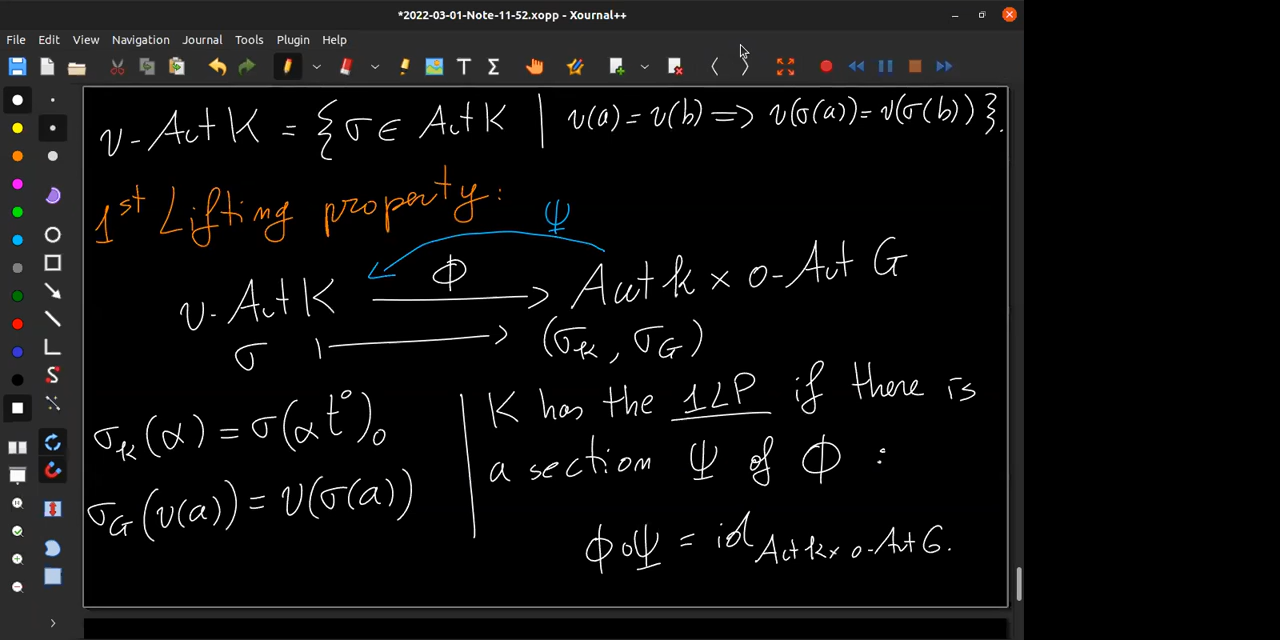 *2022-03-01-Note-11-52.xopp - Xournal++
File Edit View Navigation Journal Tools Plugin Help
v-Aut K = { σ ∈ Aut K | v(a) = v(b) ⟹ v(σ(a)) = v(σ(b)) }.
1st Lifting property:
Ψ
v-Aut K —Φ→ Aut k × o-Aut G
σ ↦ (σ_k, σ_G)
σ_k(α) = σ(α t^0)_0
σ_G(v(a)) = v(σ(a))
K has the 1LP if there is
a section Ψ of Φ :
Φ∘Ψ = id_{Aut k × o-Aut G}.